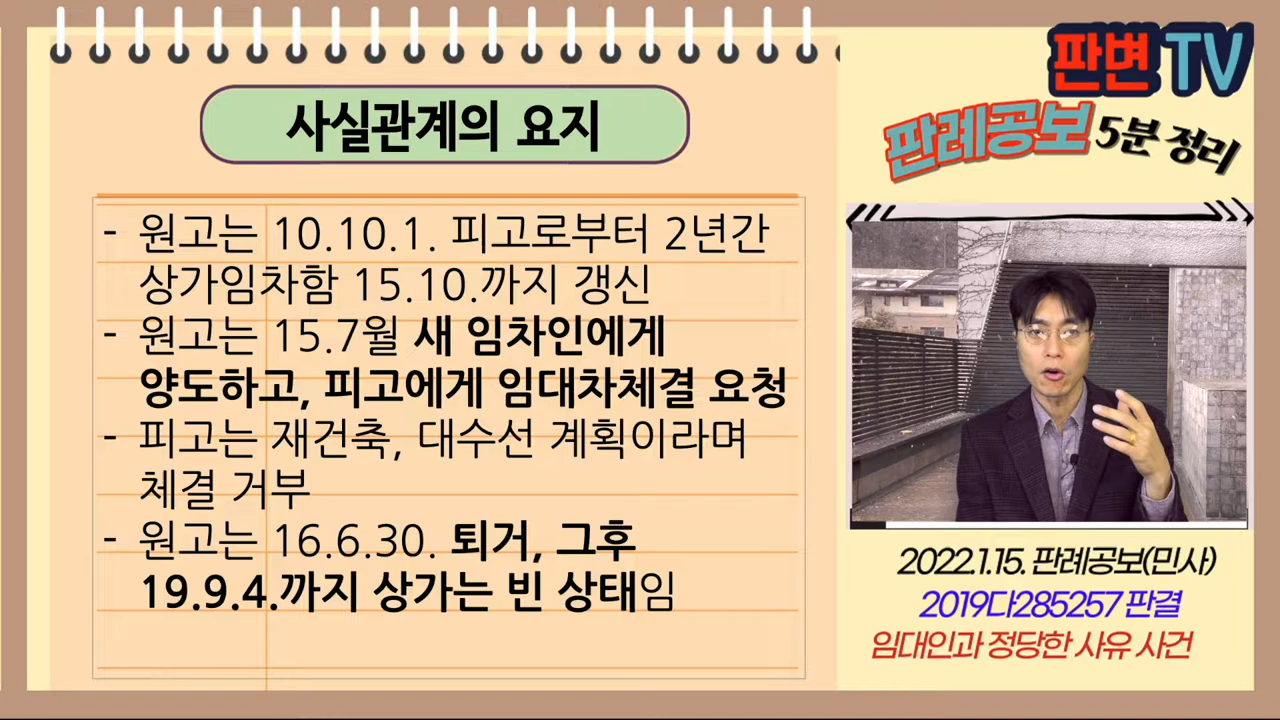 사실관계의 요지
- 원고는 10.10.1. 피고로부터 2년간
상가임차함 15.10.까지 갱신
- 원고는 15.7월 새 임차인에게
양도하고, 피고에게 임대차체결 요청
- 피고는 재건축, 대수선 계획이라며
체결 거부
- 원고는 16.6.30. 퇴거, 그후
19.9.4.까지 상가는 빈 상태임
판변 TV
판례공보 5분 정리
2022.1.15. 판례공보(민사)
2019다285257 판결
임대인과 정당한 사유 사건